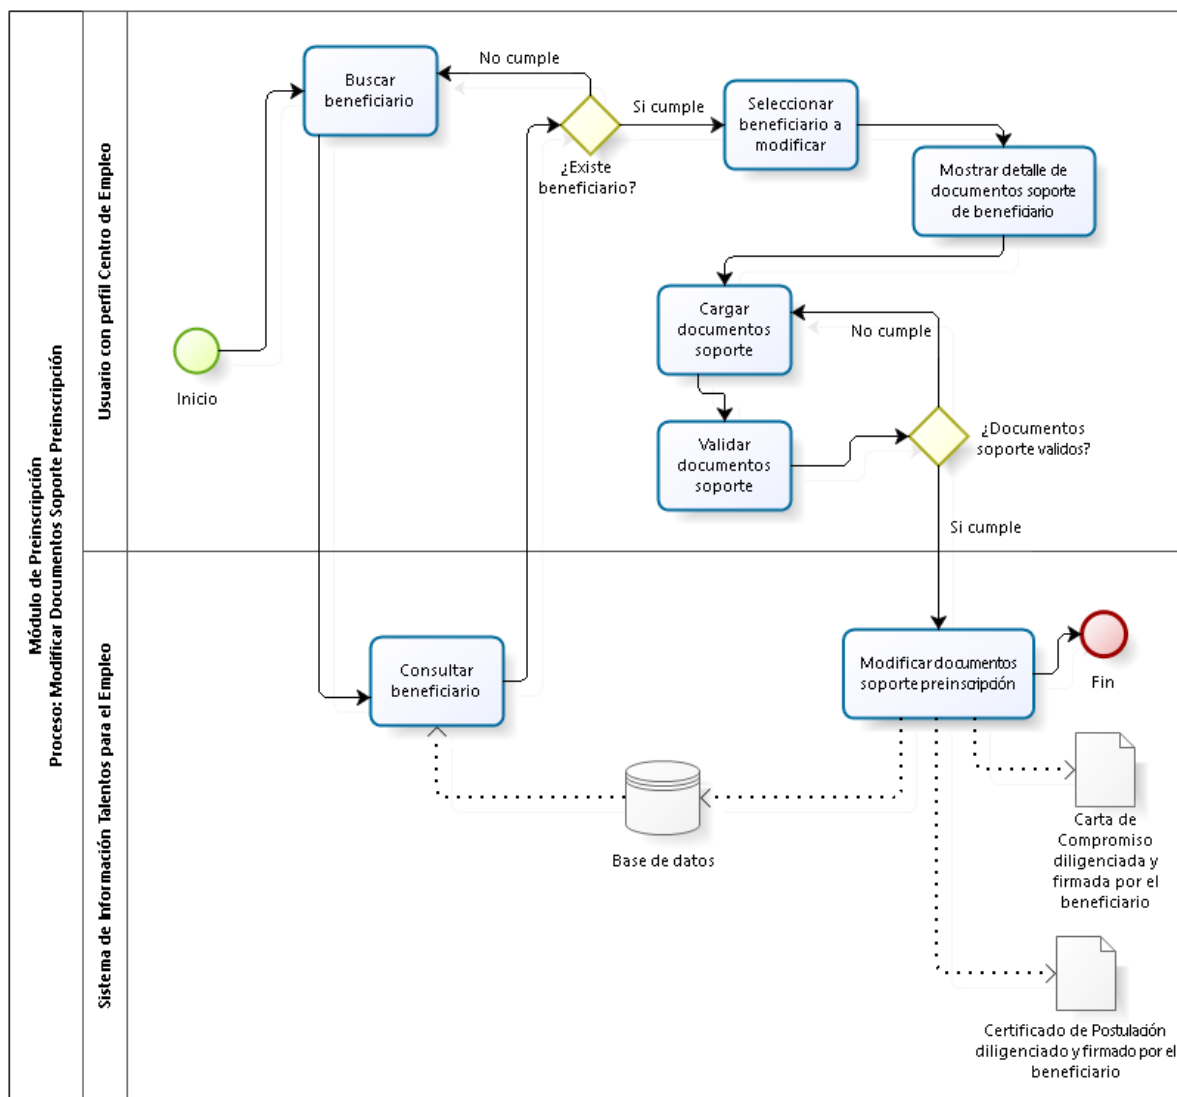 Módulo de Preinscripción
Proceso: Modificar Documentos Soporte Preinscripción
Usuario con perfil Centro de Empleo
Inicio
Buscar
beneficiario
No cumple
¿Existe
beneficiario?
Si cumple
Seleccionar
beneficiario a
modificar
Mostrar detalle de
documentos soporte
de beneficiario
Cargar
documentos
soporte
No cumple
Validar
documentos
soporte
¿Documentos
soporte validos?
Si cumple
Sistema de Información Talentos para el Empleo
Consultar
beneficiario
Modificar documentos
soporte preinscripción
Fin
Base de datos
Carta de
Compromiso
diligenciada y
firmada por el
beneficiario
Certificado de Postulación
diligenciado y firmado por el
beneficiario